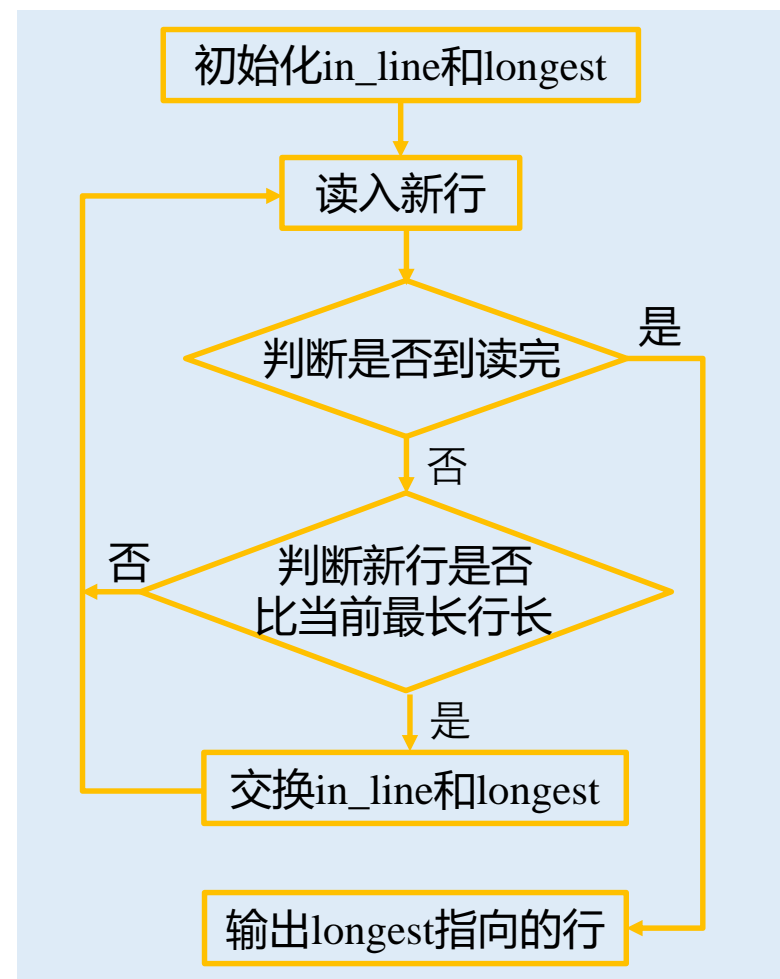 初始化in_line和longest
读入新行
判断是否到读完
是
否
判断新行是否
比当前最长行长
否
是
交换in_line和longest
输出longest指向的行